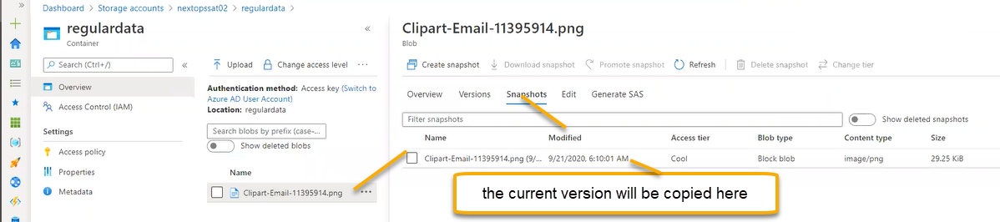 Dashboard > Storage accounts > nextopssat02 > regulardata >
regulardata
Container
Search (Ctrl+/)
Overview
Access Control (IAM)
Settings
Access policy
Properties
Metadata
Upload
Change access level
Authentication method: Access key (Switch to
Azure AD User Account)
Location: regulardata
Search blobs by prefix (case-...
Show deleted blobs
Name
Clipart-Email-11395914.png
Clipart-Email-11395914.png
Blob
Create snapshot
Download snapshot
Promote snapshot
Refresh
Delete snapshot
Change tier
Overview Versions Snapshots Edit Generate SAS
Filter snapshots
Show deleted snapshots
Name Modified Access tier Blob type Content type Size
Clipart-Email-11395914.png (9/... 9/21/2020, 6:10:01 AM Cool Block blob image/png 29.25 KiB
the current version will be copied here